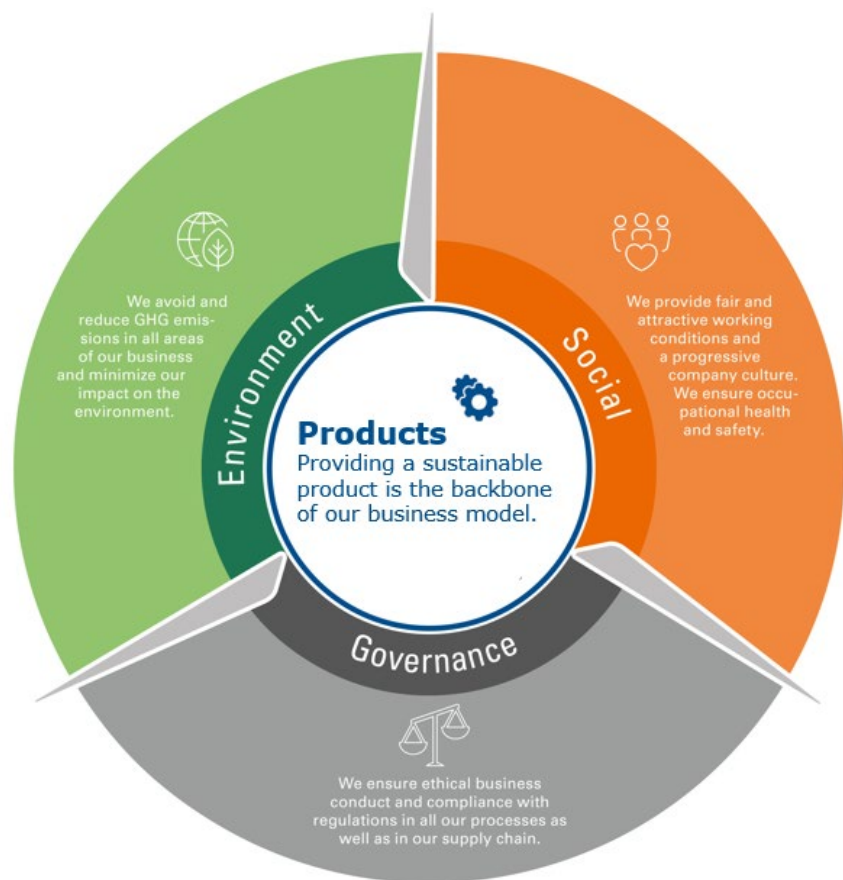 Environment
We avoid and
reduce GHG emis-
sions in all areas
of our business
and minimize our
impact on the
environment.
Social
We provide fair and
attractive working
conditions and
a progressive
company culture.
We ensure occu-
pational health
and safety.
Products
Providing a sustainable
product is the backbone
of our business model.
Governance
We ensure ethical business
conduct and compliance with
regulations in all our processes as
well as in our supply chain.